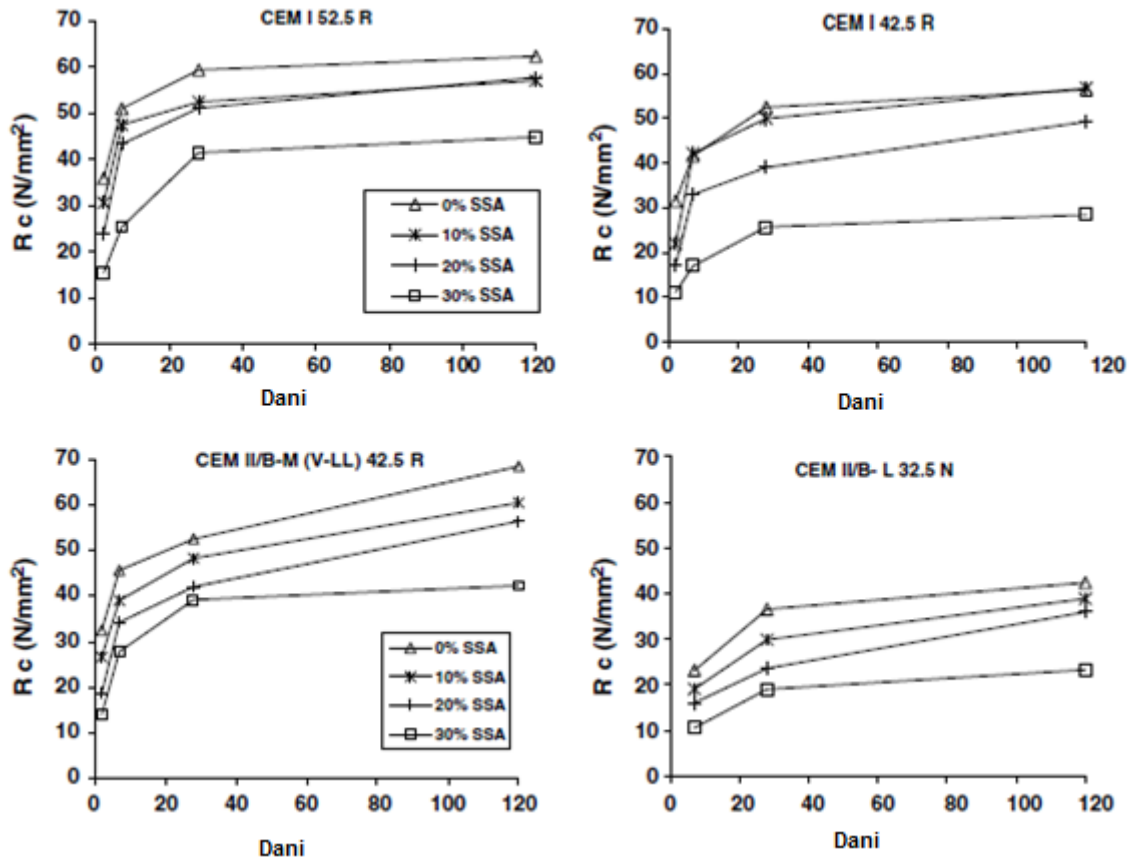 CEM I 52.5 R
R c (N/mm²)
70
60
50
40
30
20
10
0
0% SSA
10% SSA
20% SSA
30% SSA
0 20 40 60 80 100 120
Dani
CEM I 42.5 R
R c (N/mm²)
70
60
50
40
30
20
10
0
0 20 40 60 80 100 120
Dani
CEM II/B-M (V-LL) 42.5 R
R c (N/mm²)
70
60
50
40
30
20
10
0
0% SSA
10% SSA
20% SSA
30% SSA
0 20 40 60 80 100 120
Dani
CEM II/B- L 32.5 N
R c (N/mm²)
70
60
50
40
30
20
10
0
0 20 40 60 80 100 120
Dani